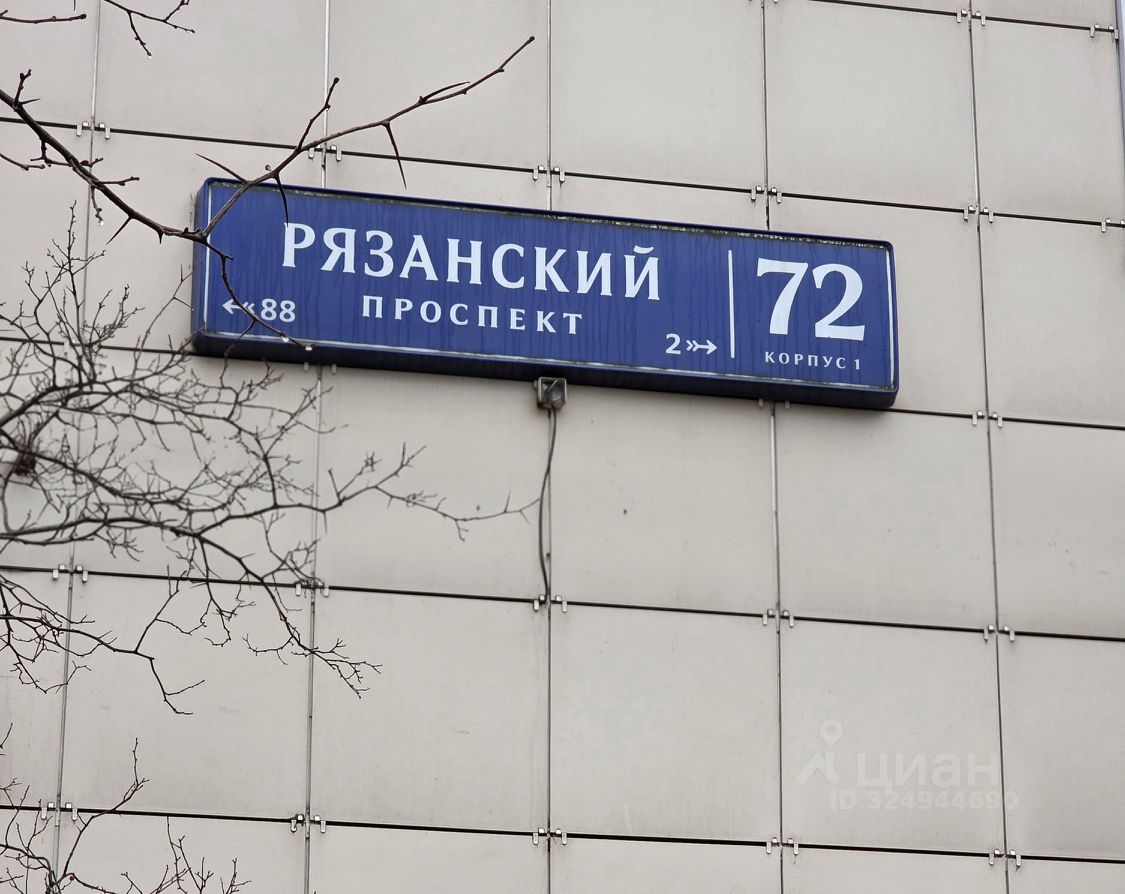 РЯЗАНСКИЙ
ПРОСПЕКТ
88
2
72
КОРПУС 1
циан
ID 324944690